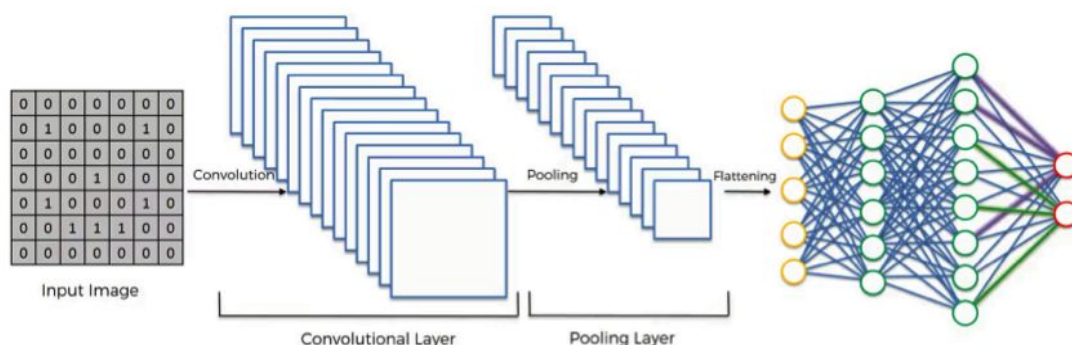 0 0 0 0 0 0 0
0 1 0 0 0 1 0
0 0 0 0 0 0 0
0 0 0 1 0 0 0
0 1 0 0 0 1 0
0 0 1 1 1 0 0
0 0 0 0 0 0 0
Input Image
Convolution
Pooling
Flattening
Convolutional Layer
Pooling Layer